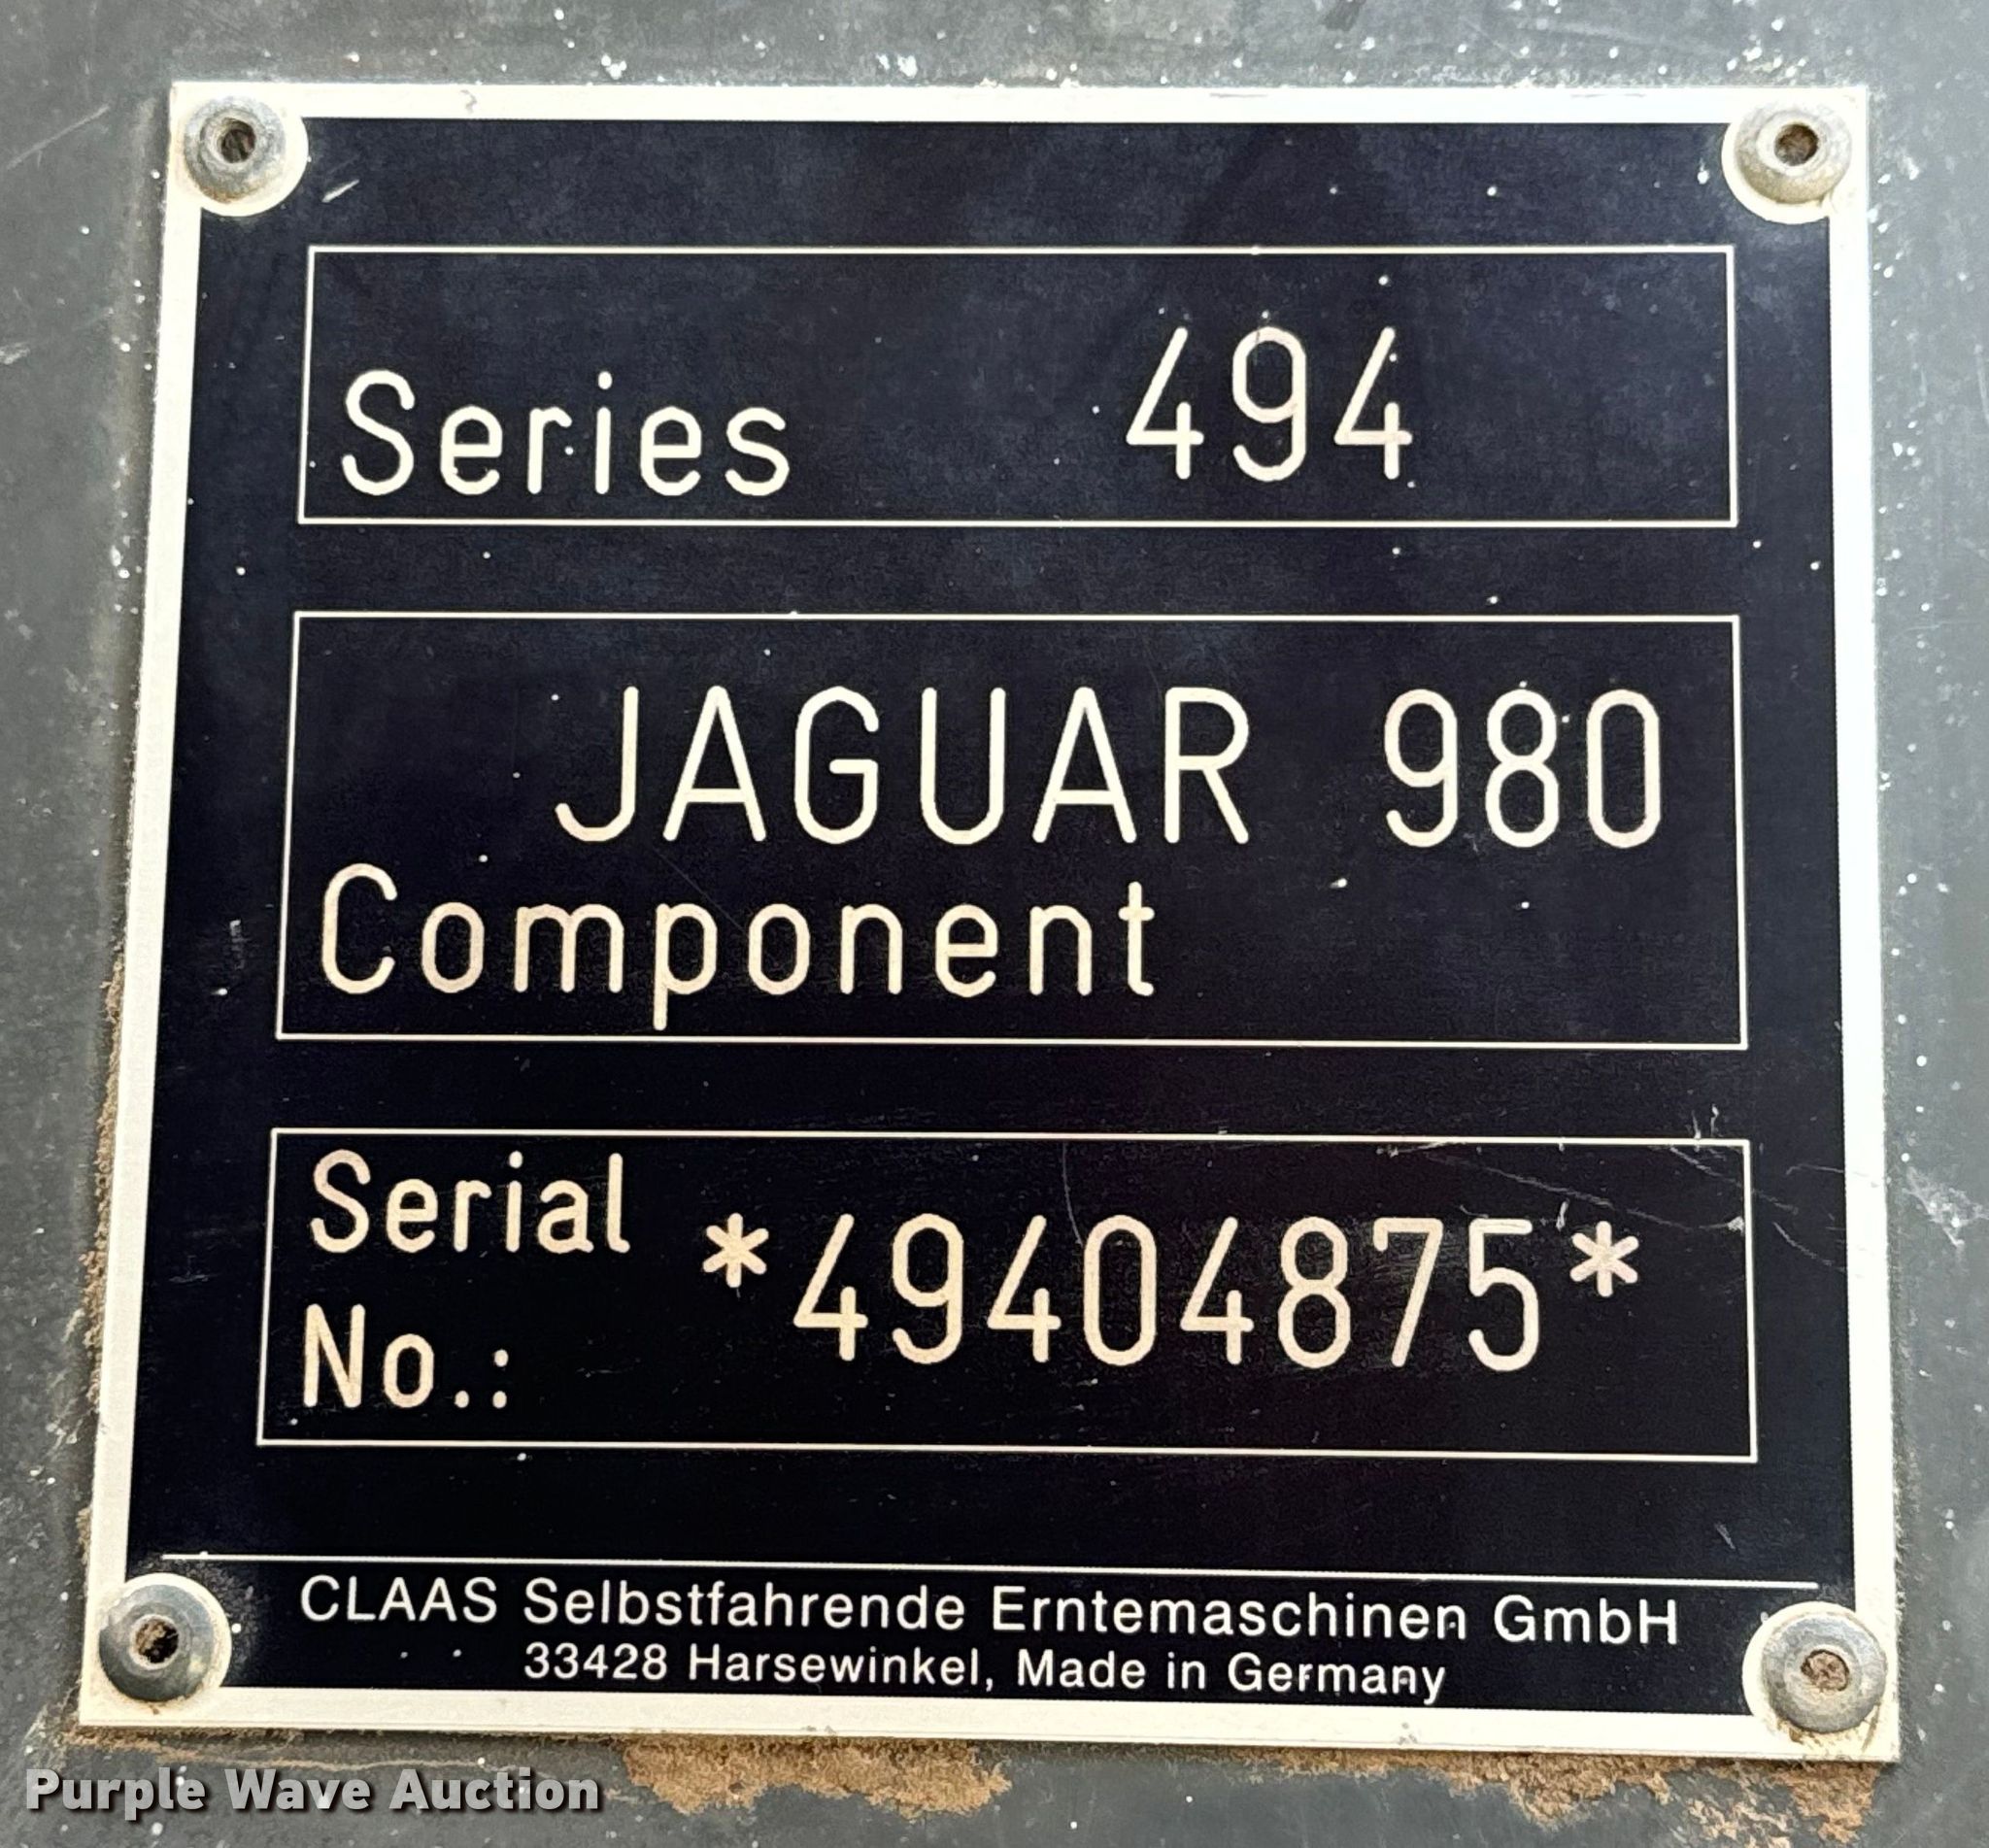 Series 494
JAGUAR 980
Component
Serial
No.: *49404875*
CLAAS Selbstfahrende Erntemaschinen GmbH
33428 Harsewinkel, Made in Germany
Purple Wave Auction